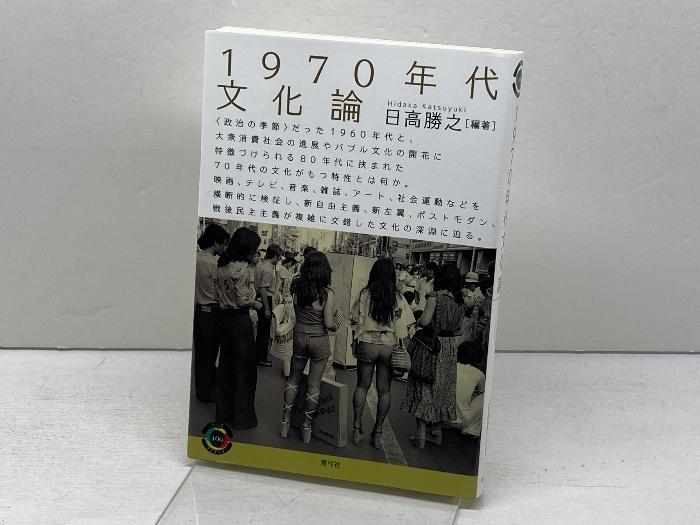 1970年代
文化論
Hidaka Katsuyuki
日高勝之[編著]
〈政治の季節〉だった1960年代と、
大衆消費社会の進展やバブル文化の開花に
特徴づけられる80年代に挟まれた
70年代の文化がもつ特性とは何か。
映画、テレビ、音楽、雑誌、アート、社会運動などを
横断的に検証し、新自由主義、新左翼、ポストモダン、
戦後民主主義が複雑に交錯した文化の深淵に迫る。
106
青弓社